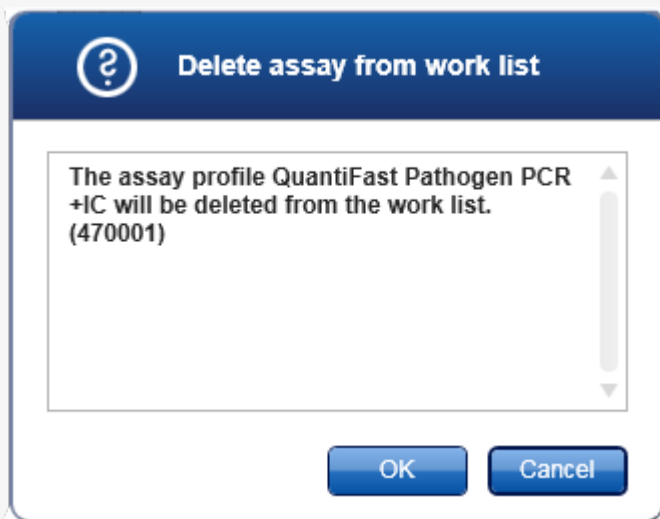 Delete assay from work list
The assay profile QuantiFast Pathogen PCR
+IC will be deleted from the work list.
(470001)
OK
Cancel